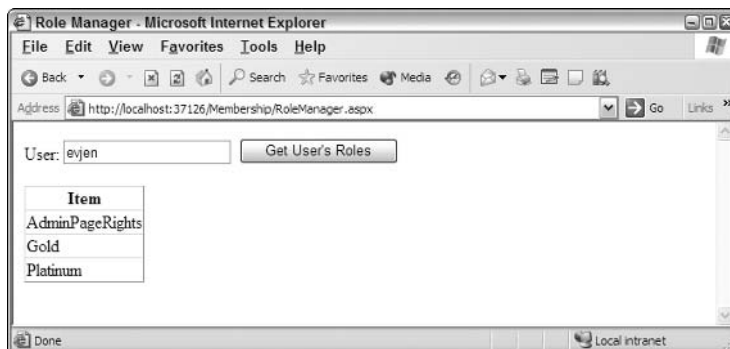 Role Manager - Microsoft Internet Explorer
File Edit View Favorites Tools Help
Back Search Favorites Media
Address http://localhost:37126/Membership/RoleManager.aspx Go Links »
User: evjen Get User's Roles
Item
AdminPageRights
Gold
Platinum
Done Local intranet